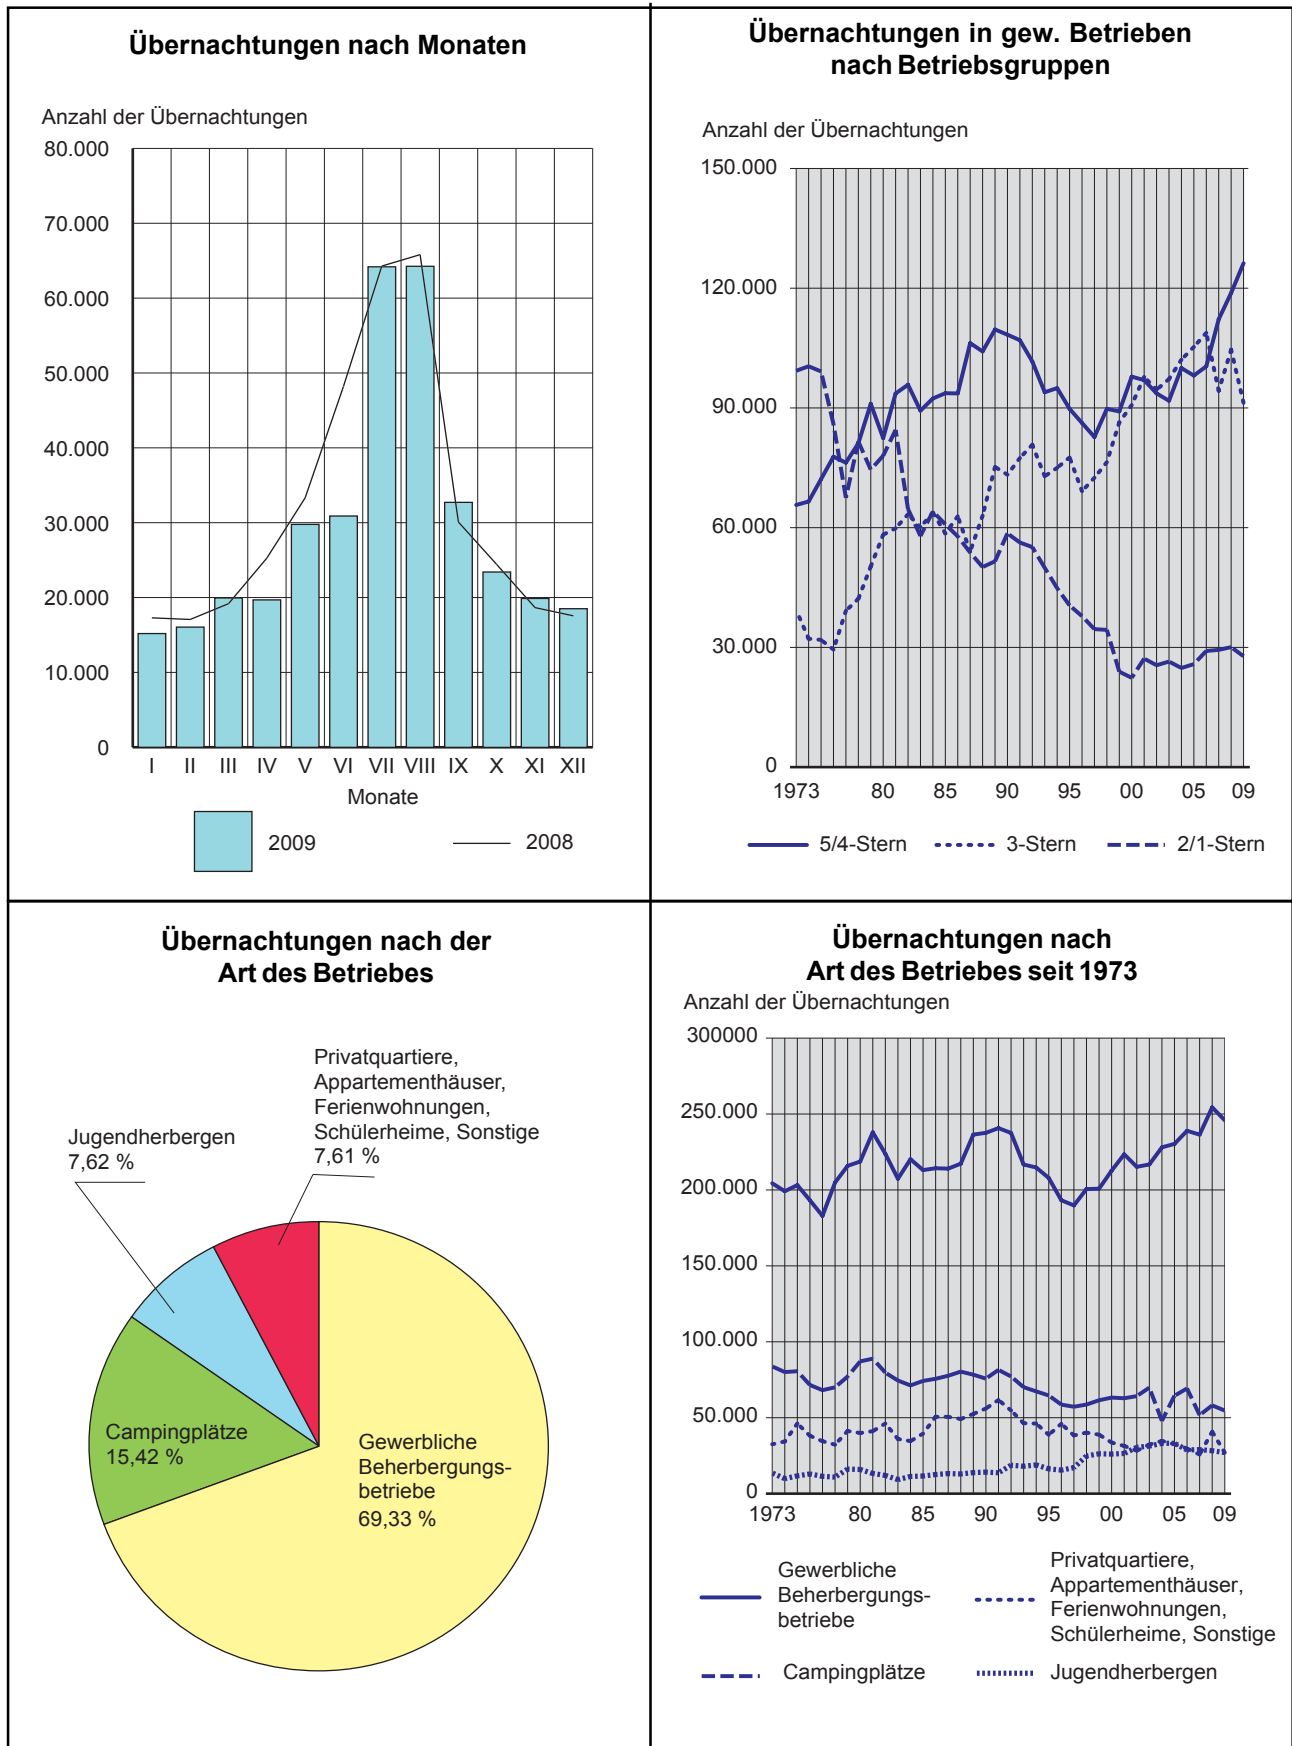 Übernachtungen nach Monaten
Anzahl der Übernachtungen
80.000
70.000
60.000
50.000
40.000
30.000
20.000
10.000
0
I II III IV V VI VII VIII IX X XI XII
Monate
2009 2008
Übernachtungen in gew. Betrieben
nach Betriebsgruppen
Anzahl der Übernachtungen
150.000
120.000
90.000
60.000
30.000
0
1973 80 85 90 95 00 05 09
5/4-Stern 3-Stern 2/1-Stern
Übernachtungen nach der
Art des Betriebes
Privatquartiere,
Appartementhäuser,
Ferienwohnungen,
Schülerheime, Sonstige
7,61 %
Jugendherbergen
7,62 %
Campingplätze
15,42 %
Gewerbliche
Beherbergungs-
betriebe
69,33 %
Übernachtungen nach
Art des Betriebes seit 1973
Anzahl der Übernachtungen
300000
250.000
200.000
150.000
100.000
50.000
0
1973 80 85 90 95 00 05 09
Gewerbliche
Beherbergungs-
betriebe
Privatquartiere,
Appartementhäuser,
Ferienwohnungen,
Schülerheime, Sonstige
Campingplätze
Jugendherbergen